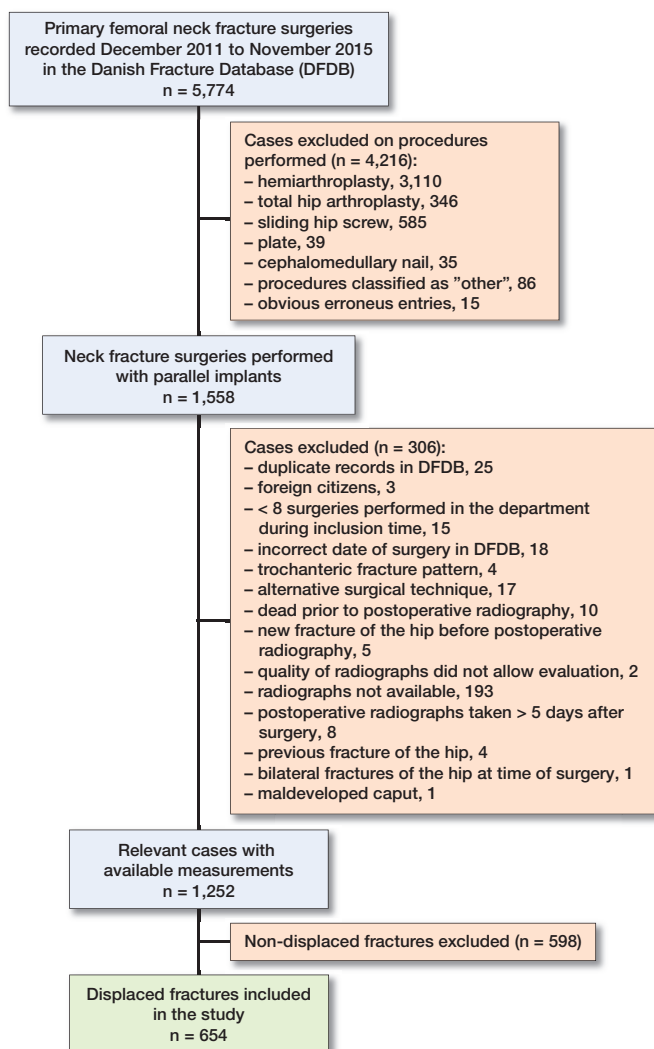 Primary femoral neck fracture surgeries
recorded December 2011 to November 2015
in the Danish Fracture Database (DFDB)
n = 5,774
Cases excluded on procedures
performed (n = 4,216):
– hemiarthroplasty, 3,110
– total hip arthroplasty, 346
– sliding hip screw, 585
– plate, 39
– cephalomedullary nail, 35
– procedures classified as ”other”, 86
– obvious erroneus entries, 15
Neck fracture surgeries performed
with parallel implants
n = 1,558
Cases excluded (n = 306):
– duplicate records in DFDB, 25
– foreign citizens, 3
– < 8 surgeries performed in the department
during inclusion time, 15
– incorrect date of surgery in DFDB, 18
– trochanteric fracture pattern, 4
– alternative surgical technique, 17
– dead prior to postoperative radiography, 10
– new fracture of the hip before postoperative
radiography, 5
– quality of radiographs did not allow evaluation, 2
– radiographs not available, 193
– postoperative radiographs taken > 5 days after
surgery, 8
– previous fracture of the hip, 4
– bilateral fractures of the hip at time of surgery, 1
– maldeveloped caput, 1
Relevant cases with
available measurements
n = 1,252
Non-displaced fractures excluded (n = 598)
Displaced fractures included
in the study
n = 654